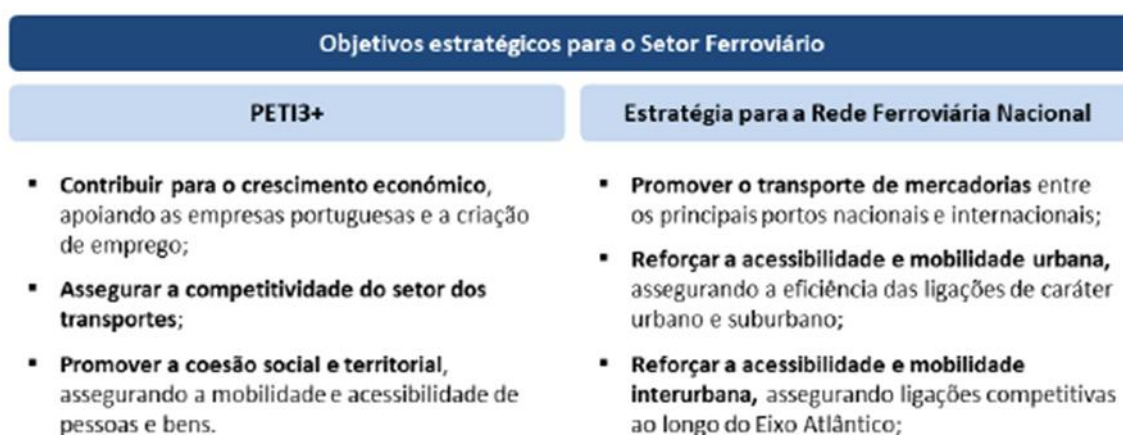 Objetivos estratégicos para o Setor Ferroviário
PETI3+
▪ Contribuir para o crescimento económico,
apoiando as empresas portuguesas e a criação
de emprego;
▪ Assegurar a competitividade do setor dos
transportes;
▪ Promover a coesão social e territorial,
assegurando a mobilidade e acessibilidade de
pessoas e bens.
Estratégia para a Rede Ferroviária Nacional
▪ Promover o transporte de mercadorias entre
os principais portos nacionais e internacionais;
▪ Reforçar a acessibilidade e mobilidade urbana,
assegurando a eficiência das ligações de caráter
urbano e suburbano;
▪ Reforçar a acessibilidade e mobilidade
interurbana, assegurando ligações competitivas
ao longo do Eixo Atlântico;